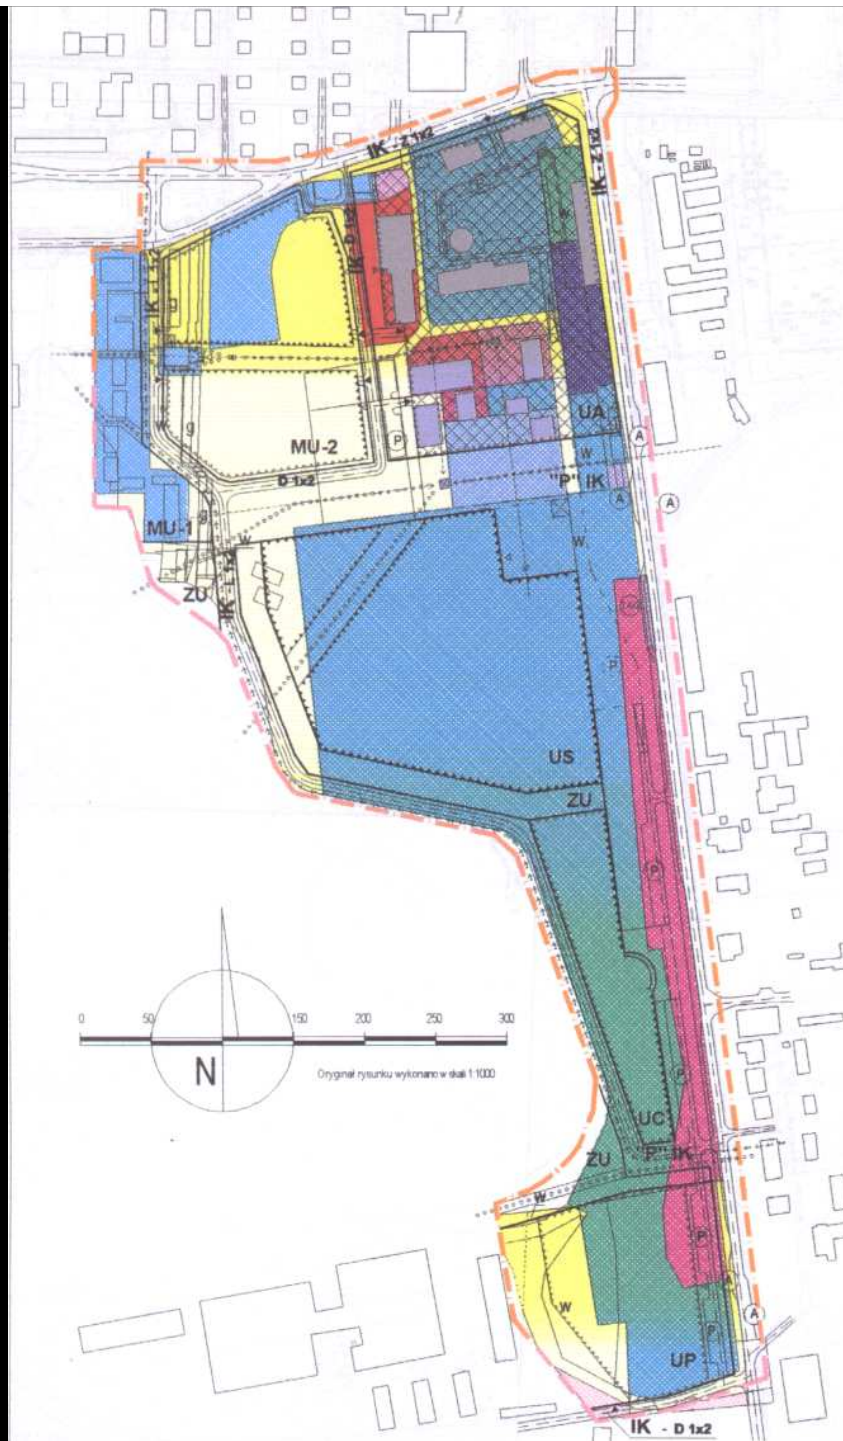 IK - Z 1x2
IK - Z 1x2
IK - L 1x2
W
MU-2
UA
P
A
D 1x2
W
"P" IK
g
A
A
MU-1
g
W
W
ZU
IK - L 1x2
P
US
ZU
P
0 50 150 200 250 300
N
Oryginał rysunku wykonano w skali 1:1000
P
UC
ZU
"P" IK
W
P
W
A
P
UP
IK - D 1x2